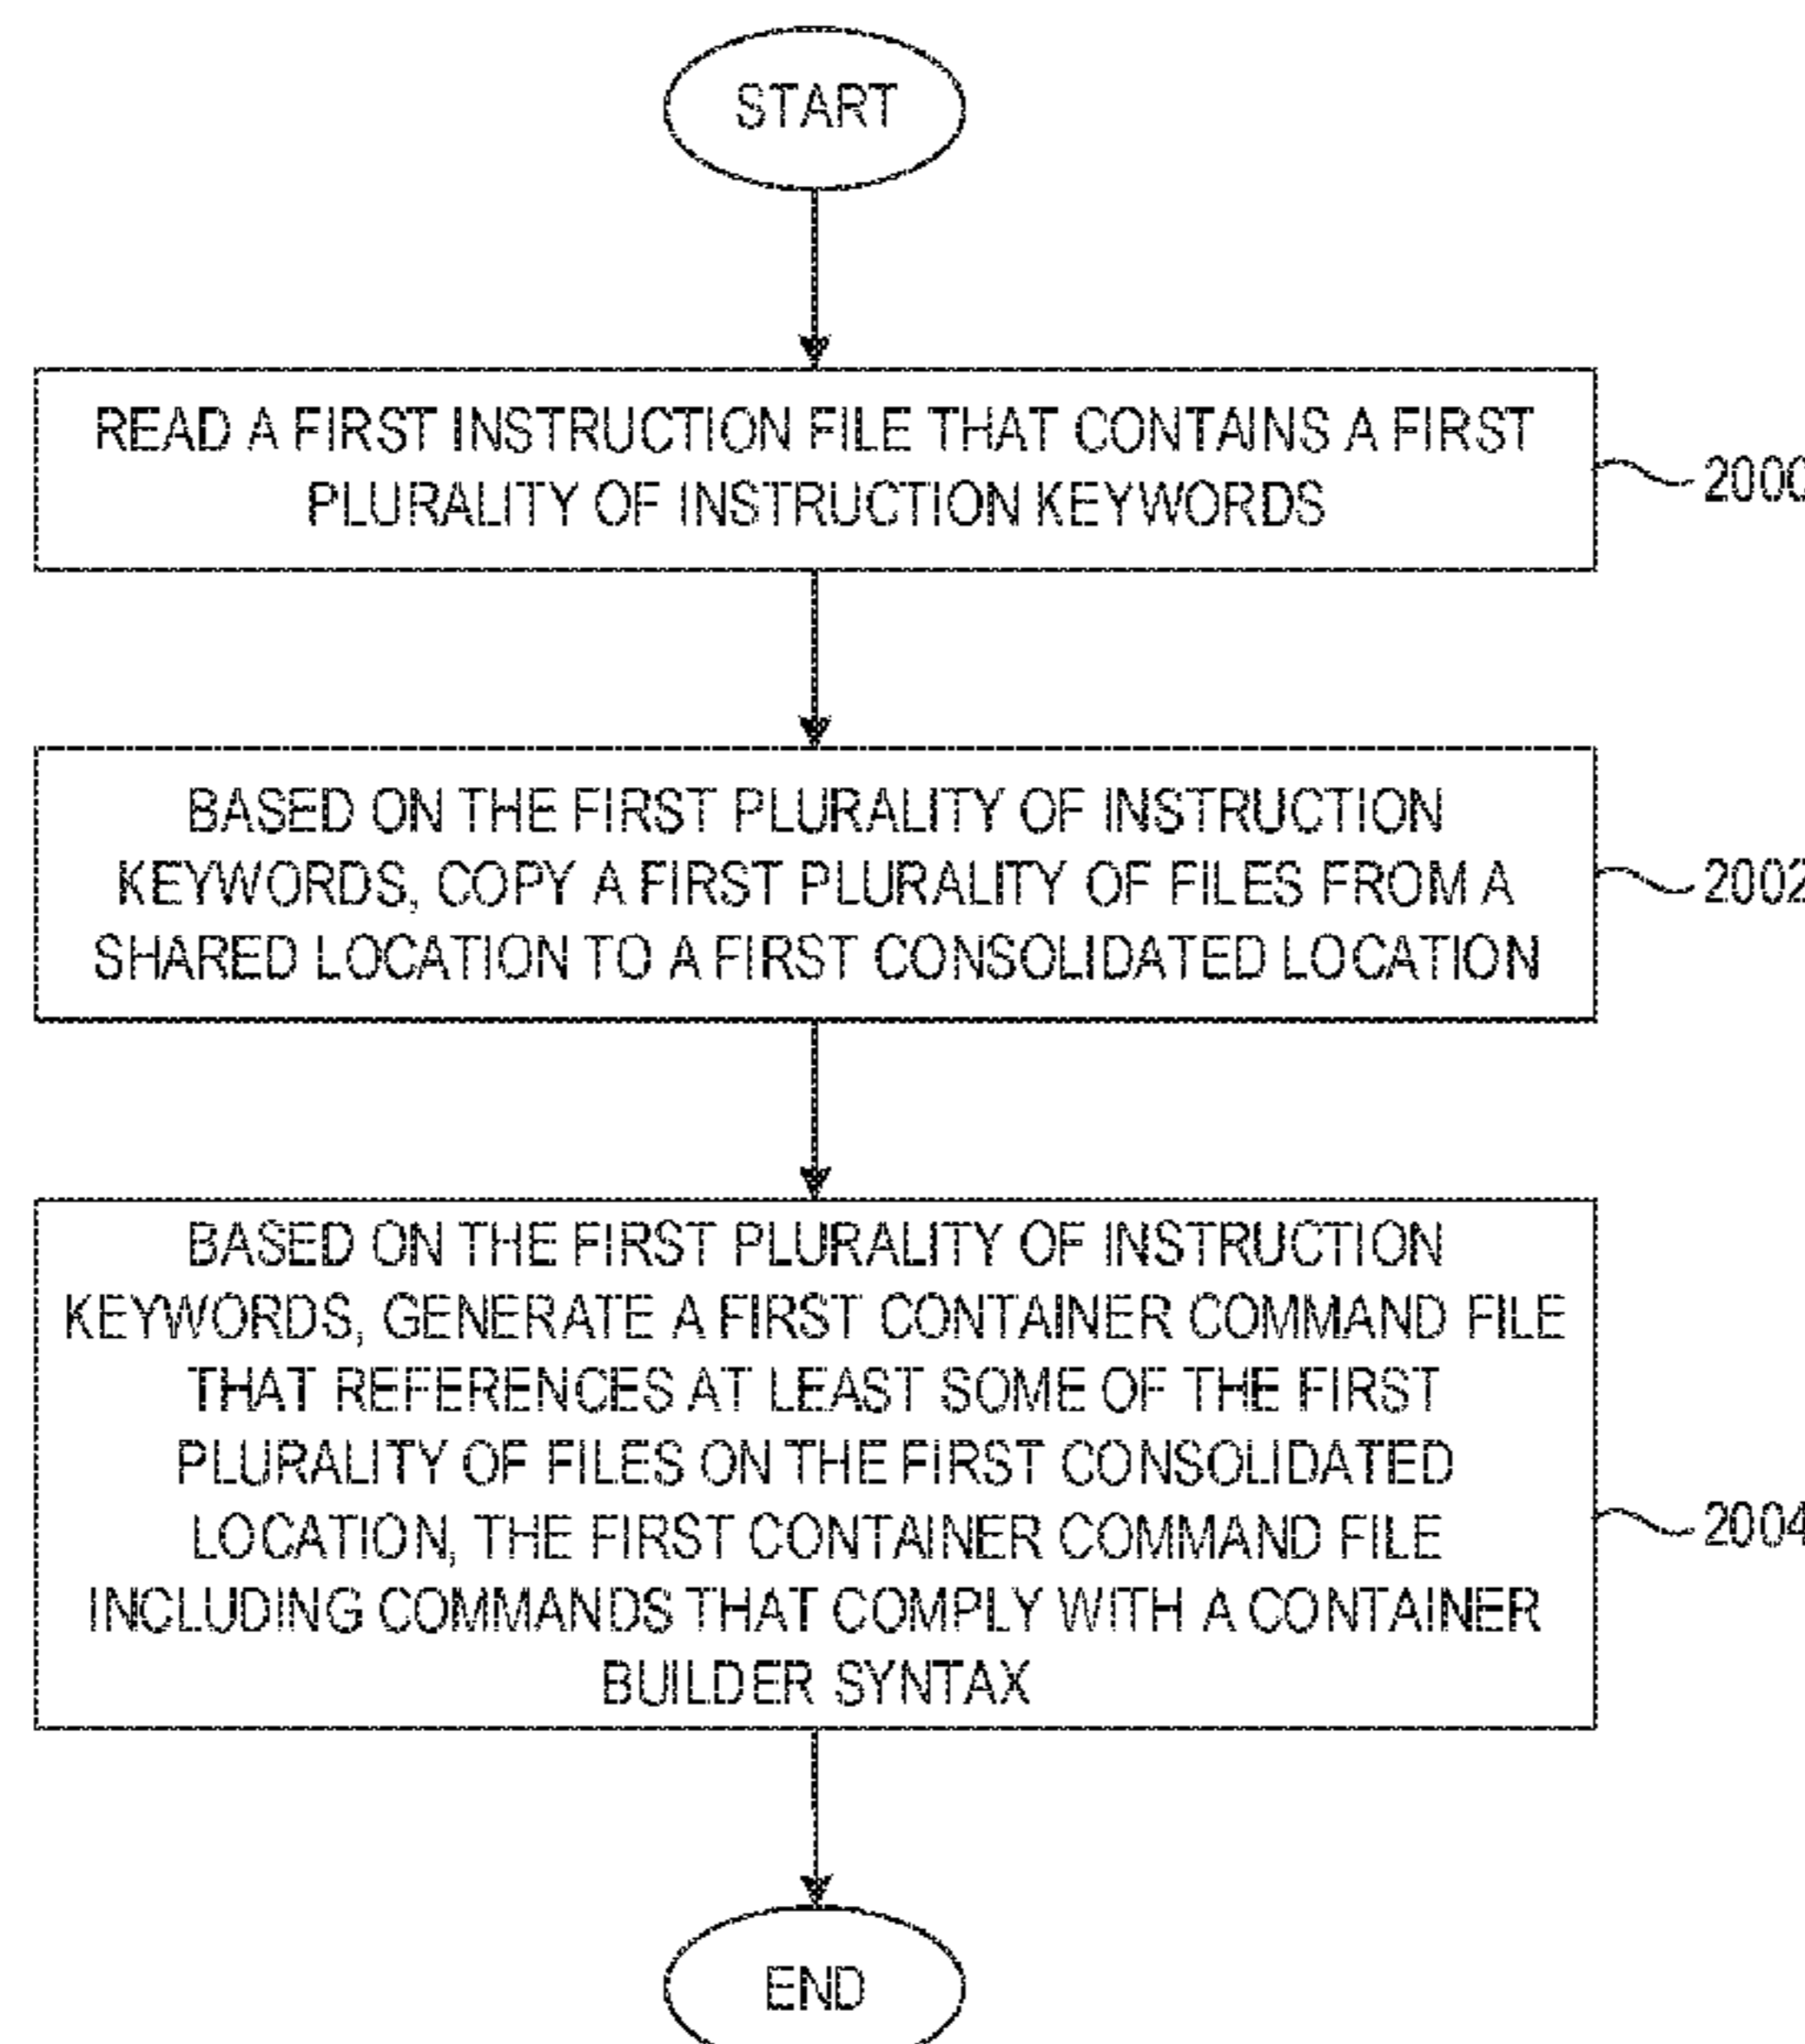 START
READ A FIRST INSTRUCTION FILE THAT CONTAINS A FIRST
PLURALITY OF INSTRUCTION KEYWORDS
2000
BASED ON THE FIRST PLURALITY OF INSTRUCTION
KEYWORDS, COPY A FIRST PLURALITY OF FILES FROM A
SHARED LOCATION TO A FIRST CONSOLIDATED LOCATION
2002
BASED ON THE FIRST PLURALITY OF INSTRUCTION
KEYWORDS, GENERATE A FIRST CONTAINER COMMAND FILE
THAT REFERENCES AT LEAST SOME OF THE FIRST
PLURALITY OF FILES ON THE FIRST CONSOLIDATED
LOCATION, THE FIRST CONTAINER COMMAND FILE
INCLUDING COMMANDS THAT COMPLY WITH A CONTAINER
BUILDER SYNTAX
2004
END